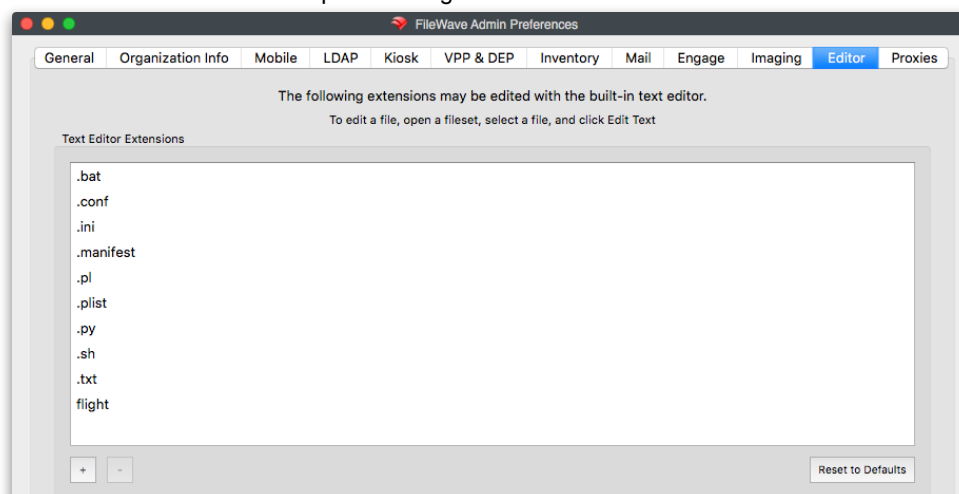 FileWave Admin Preferences
General Organization Info Mobile LDAP Kiosk VPP & DEP Inventory Mail Engage Imaging Editor Proxies
The following extensions may be edited with the built-in text editor.
To edit a file, open a fileset, select a file, and click Edit Text
Text Editor Extensions
.bat
.conf
.ini
.manifest
.pl
.plist
.py
.sh
.txt
flight
+ - Reset to Defaults